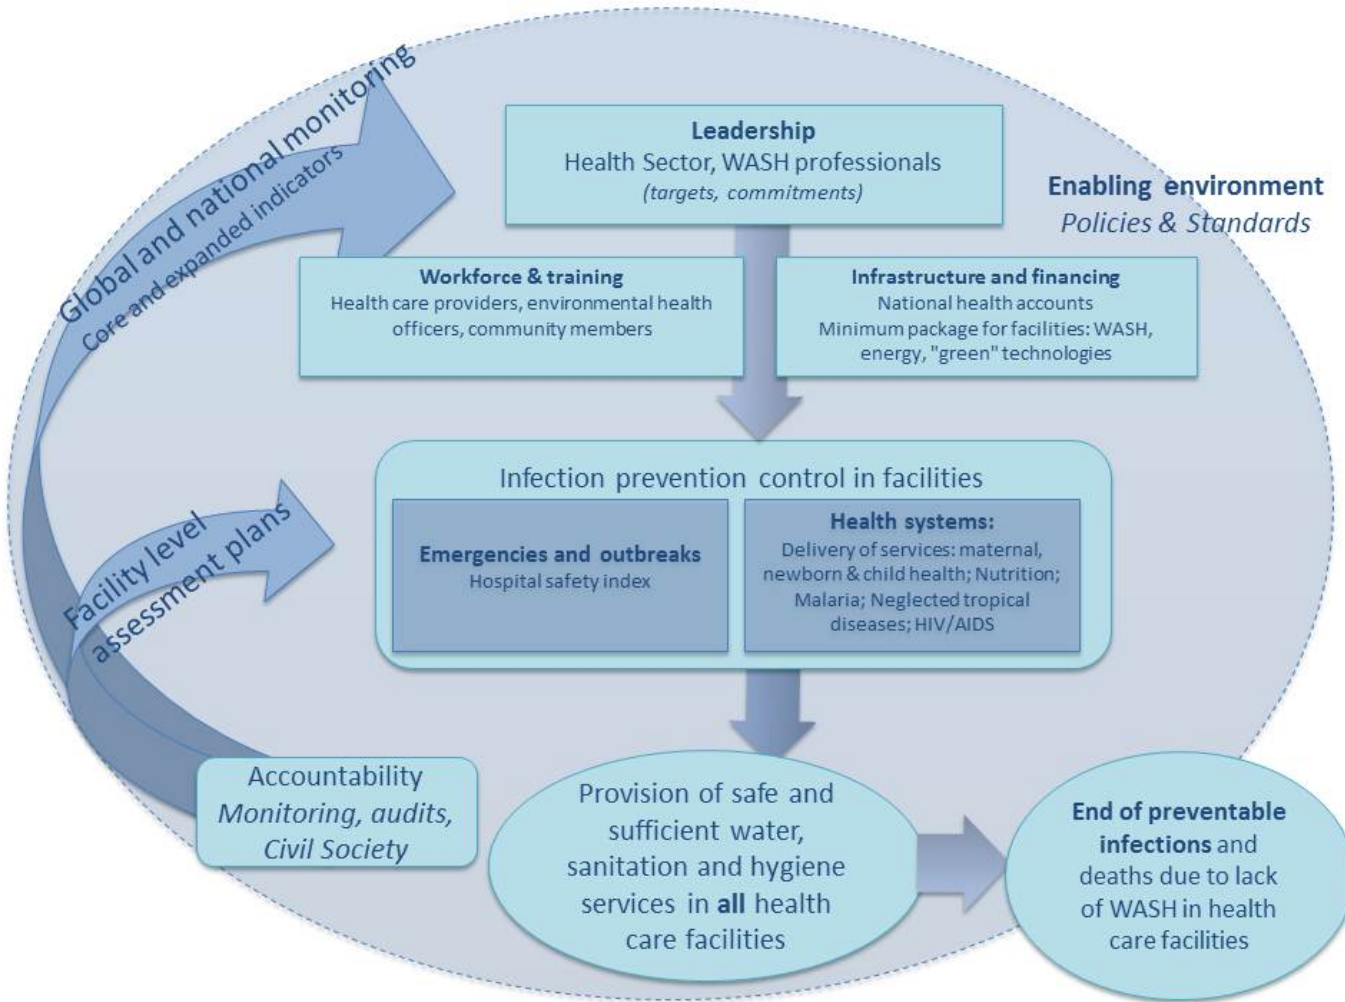 Global and national monitoring
Core and expanded indicators
Leadership
Health Sector, WASH professionals
(targets, commitments)
Enabling environment
Policies & Standards
Workforce & training
Health care providers, environmental health
officers, community members
Infrastructure and financing
National health accounts
Minimum package for facilities: WASH,
energy, "green" technologies
Facility level
assessment plans
Infection prevention control in facilities
Emergencies and outbreaks
Hospital safety index
Health systems:
Delivery of services: maternal,
newborn & child health; Nutrition;
Malaria; Neglected tropical
diseases; HIV/AIDS
Accountability
Monitoring, audits,
Civil Society
Provision of safe and
sufficient water,
sanitation and hygiene
services in all health
care facilities
End of preventable
infections and
deaths due to lack
of WASH in health
care facilities